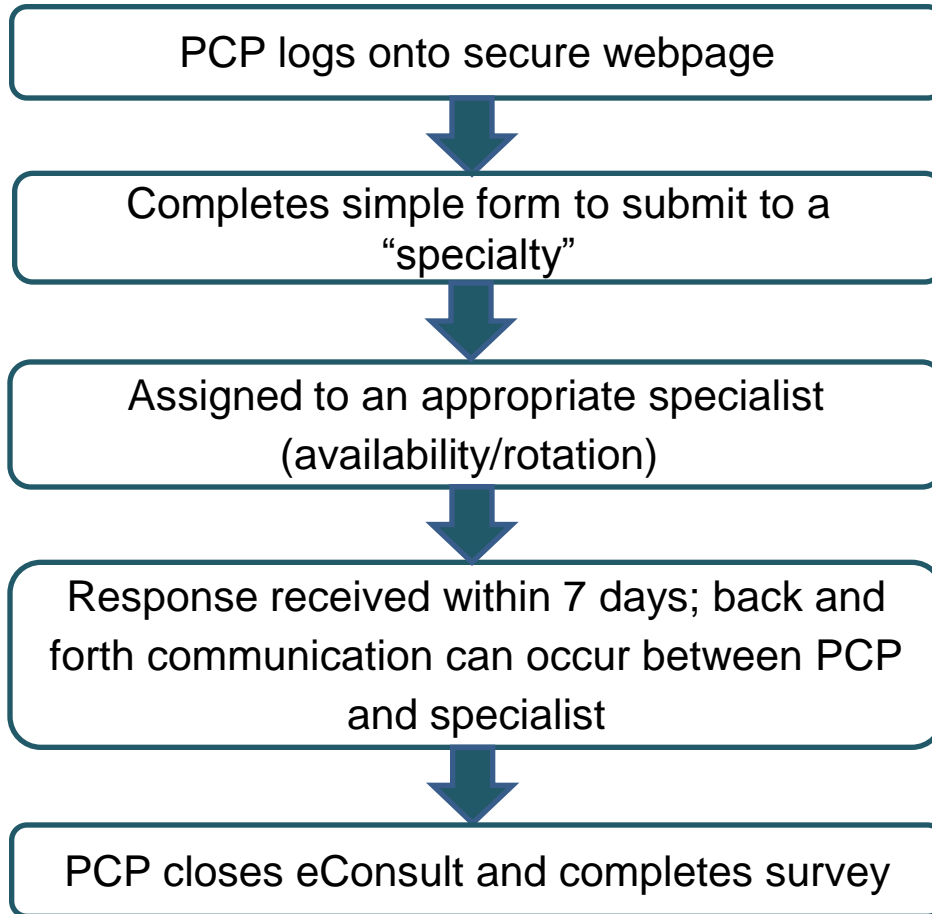 PCP logs onto secure webpage
Completes simple form to submit to a
“specialty”
Assigned to an appropriate specialist
(availability/rotation)
Response received within 7 days; back and
forth communication can occur between PCP
and specialist
PCP closes eConsult and completes survey